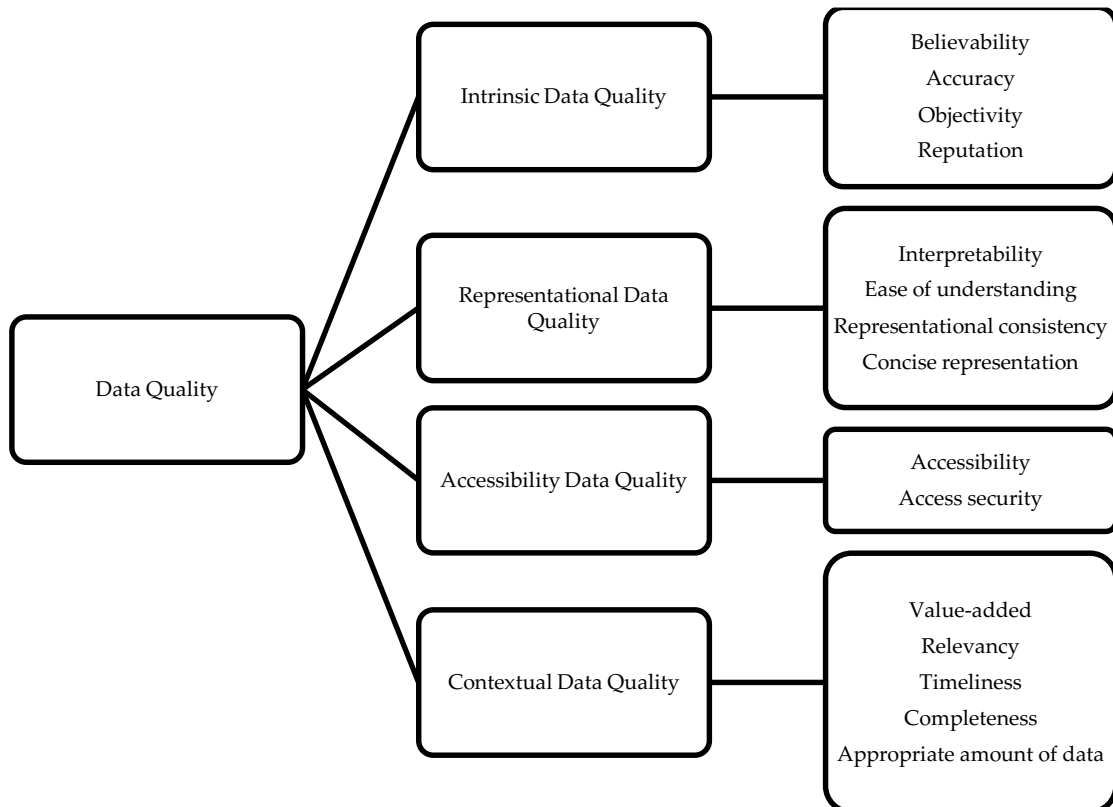 Data Quality
Intrinsic Data Quality
Believability
Accuracy
Objectivity
Reputation
Representational Data
Quality
Interpretability
Ease of understanding
Representational consistency
Concise representation
Accessibility Data Quality
Accessibility
Access security
Contextual Data Quality
Value-added
Relevancy
Timeliness
Completeness
Appropriate amount of data